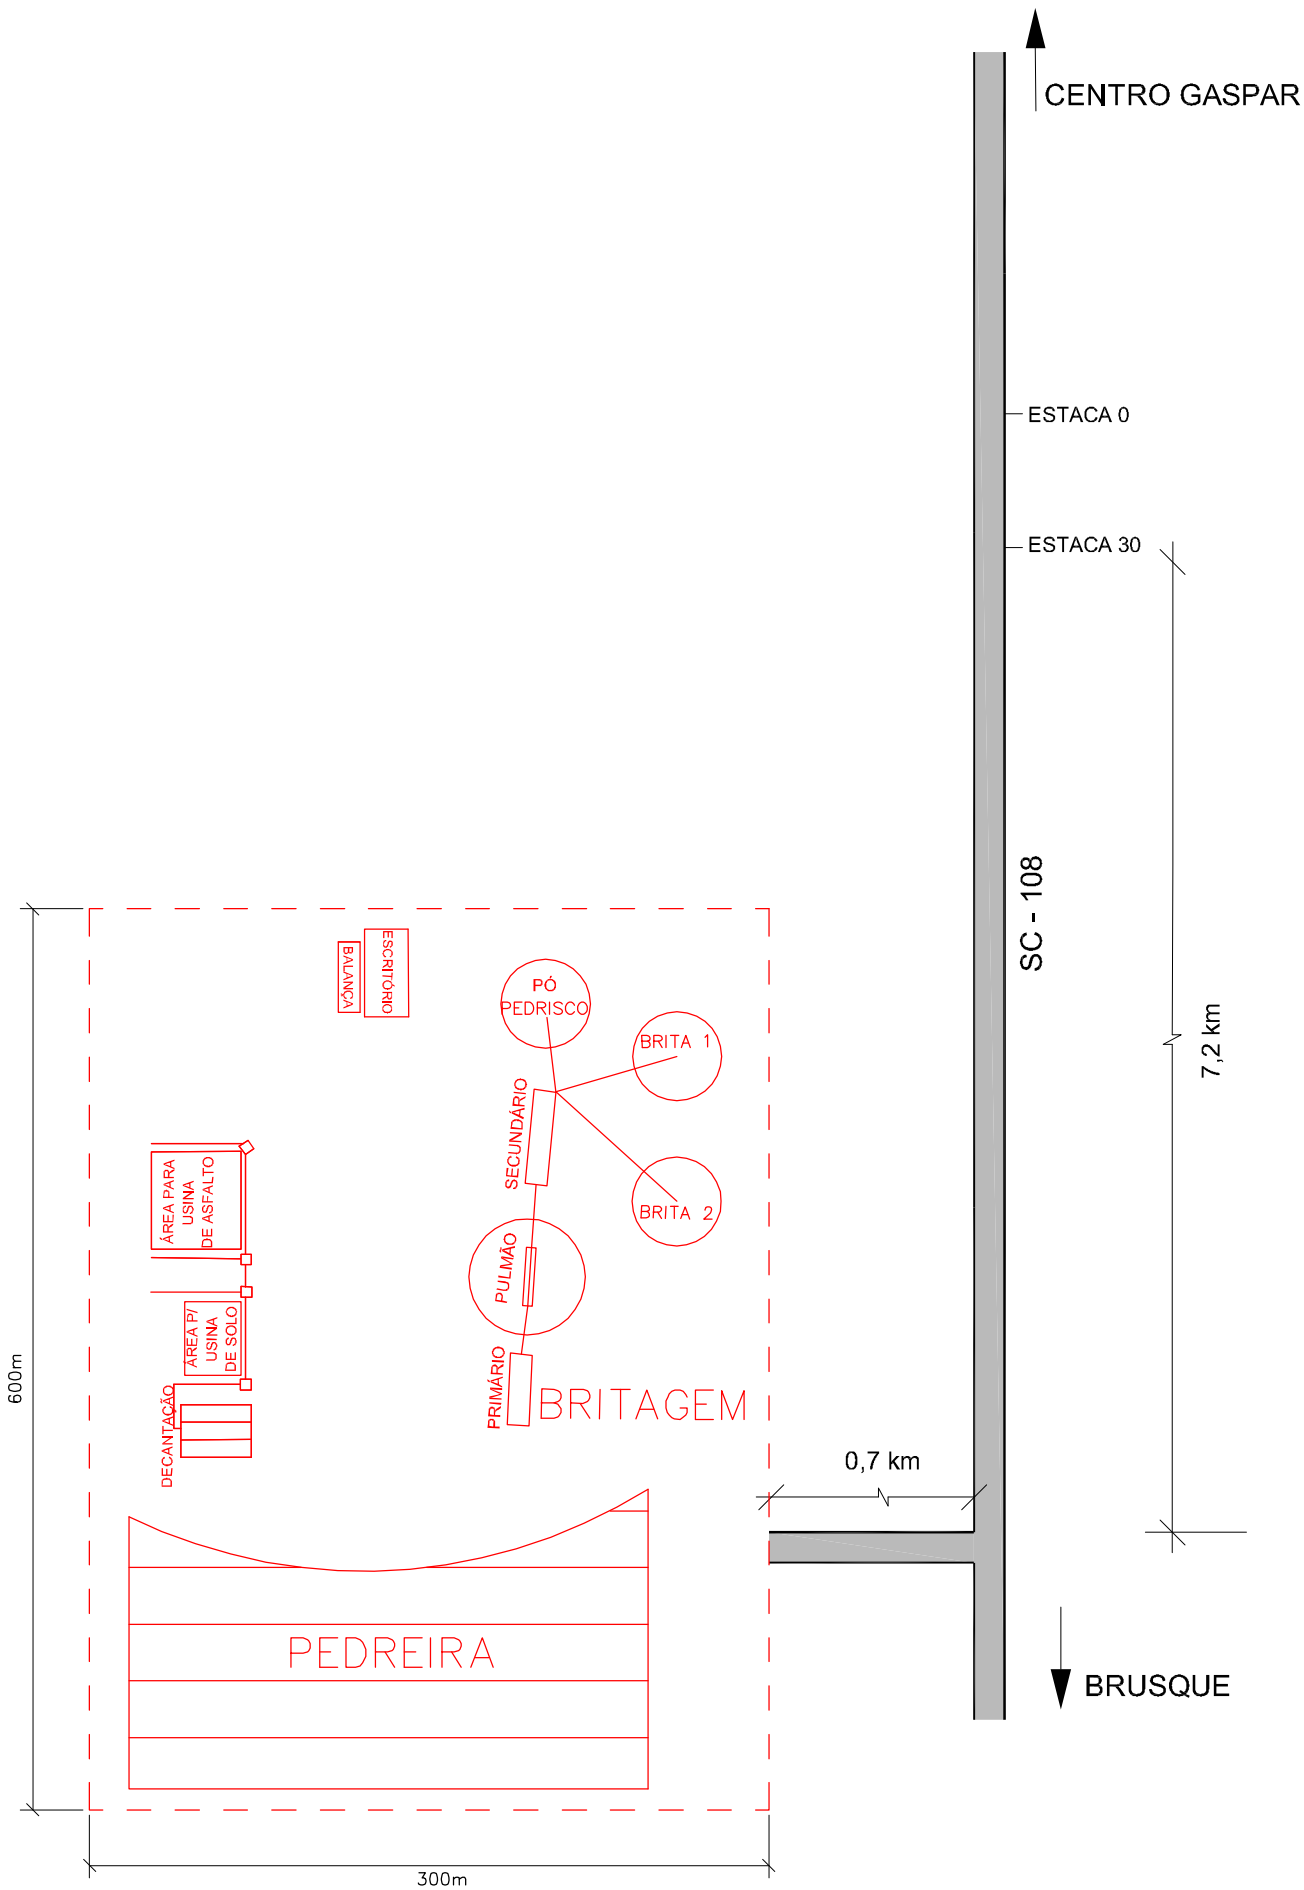 CENTRO GASPAR
ESTACA 0
ESTACA 30
SC - 108
7,2 km
ESCRITÓRIO
BALANÇA
PÓ
PEDRISCO
BRITA 1
SECUNDÁRIO
BRITA 2
ÁREA PARA
USINA
DE ASFALTO
PULMÃO
ÁREA P/
USINA
DE SOLO
PRIMÁRIO
BRITAGEM
DECANTAÇÃO
600m
0,7 km
PEDREIRA
BRUSQUE
300m